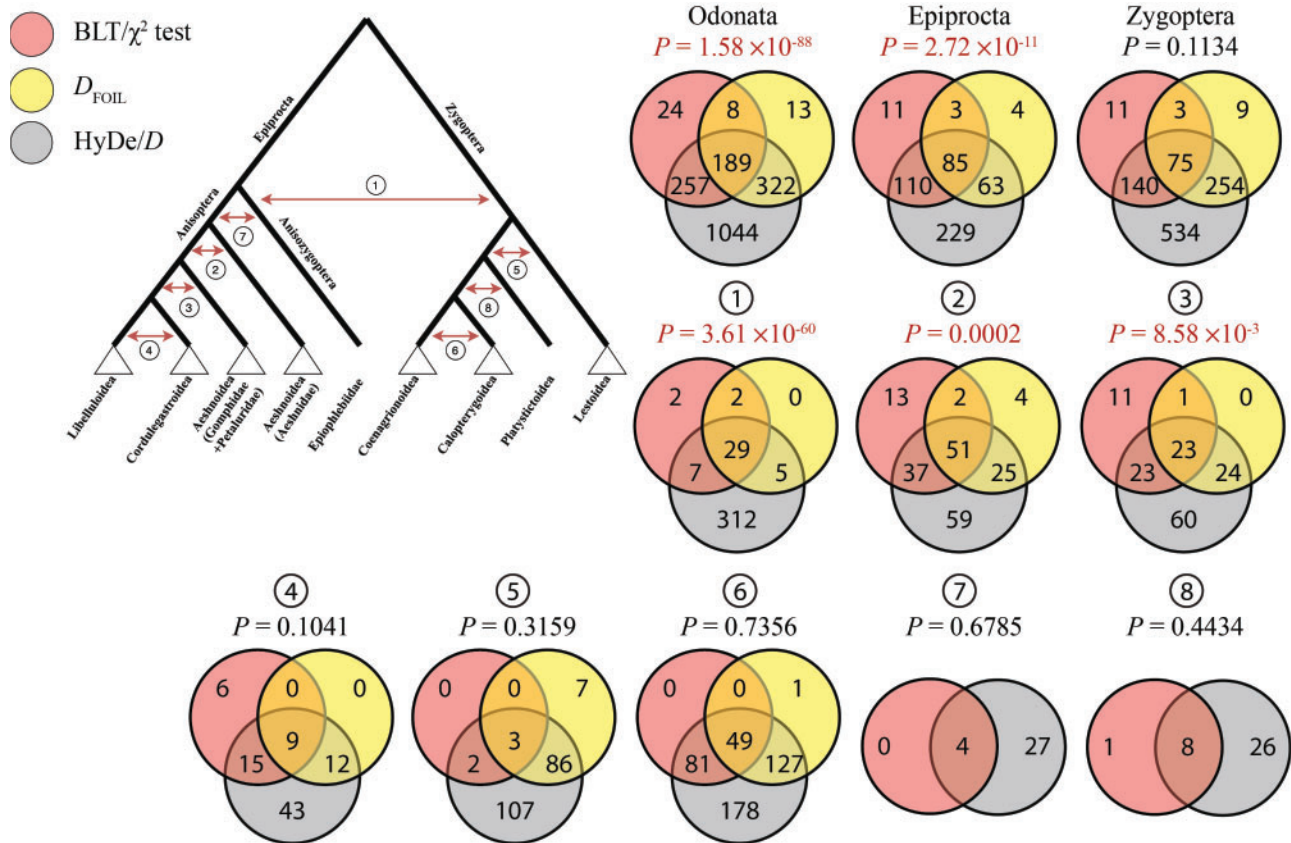 BLT/χ² test
D_FOIL
HyDe/D
Epiprocta
Zygoptera
Anisoptera
Anisozygoptera
①
⑦
②
⑤
③
⑧
④
⑥
Libelluloidea
Cordulegastroidea
Aeshnoidea
(Gomphidae
+Petaluridae)
Aeshnoidea
(Aeshnidae)
Epiophlebiidae
Coenagrionoidea
Calopterygoidea
Platystictoidea
Lestoidea
Odonata
P = 1.58 ×10⁻⁸⁸
24 8 13
189
257 322
1044
Epiprocta
P = 2.72 ×10⁻¹¹
11 3 4
85
110 63
229
Zygoptera
P = 0.1134
11 3 9
75
140 254
534
①
P = 3.61 ×10⁻⁶⁰
2 2 0
29
7 5
312
②
P = 0.0002
13 2 4
51
37 25
59
③
P = 8.58 ×10⁻³
11 1 0
23
23 24
60
④
P = 0.1041
6 0 0
9
15 12
43
⑤
P = 0.3159
0 0 7
3
2 86
107
⑥
P = 0.7356
0 0 1
49
81 127
178
⑦
P = 0.6785
0 4 27
⑧
P = 0.4434
1 8 26